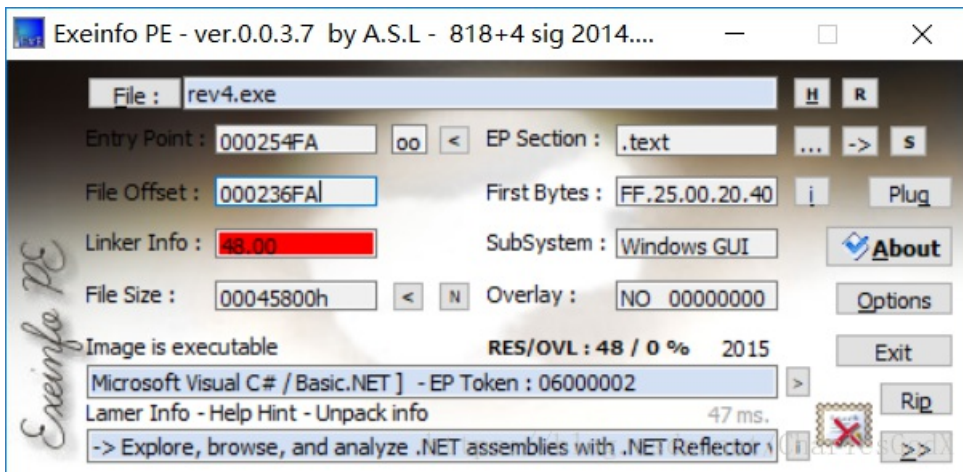 Exeinfo PE - ver.0.0.3.7 by A.S.L - 818+4 sig 2014....
File : rev4.exe H R
Entry Point : 000254FA oo < EP Section : .text ... -> S
File Offset : 000236FA First Bytes : FF.25.00.20.40 i Plug
Linker Info : 48.00 SubSystem : Windows GUI About
File Size : 00045800h < N Overlay : NO 00000000 Options
Image is executable RES/OVL : 48 / 0 % 2015 Exit
Microsoft Visual C# / Basic.NET ] - EP Token : 06000002 >
Lamer Info - Help Hint - Unpack info 47 ms. Rip
-> Explore, browse, and analyze .NET assemblies with .NET Reflector i >>
Exeinfo PE